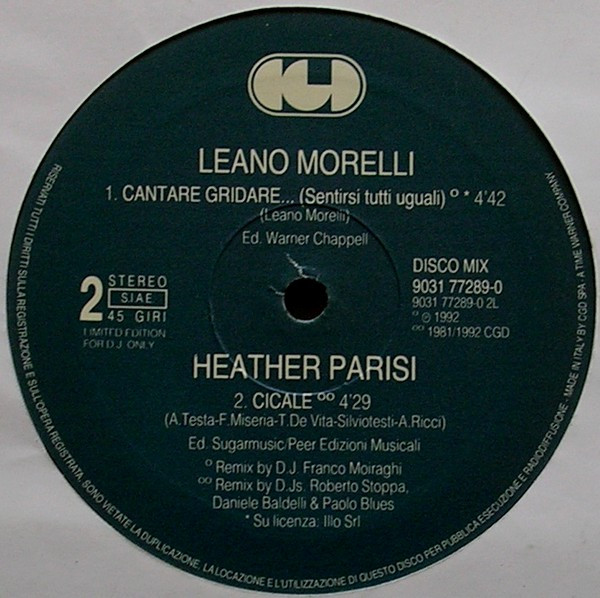 CGD
LEANO MORELLI
1. CANTARE GRIDARE... (Sentirsi tutti uguali) º * 4'42
(Leano Morelli)
Ed. Warner Chappell
2
STEREO
SIAE
45 GIRI
LIMITED EDITION
FOR D.J. ONLY
DISCO MIX
9031 77289-0
9031 77289-0 2L
º ℗ 1992
ºº 1981/1992 CGD
HEATHER PARISI
2. CICALE ºº 4'29
(A.Testa-F.Miseria-T.De Vita-Silviotesti-A.Ricci)
Ed. Sugarmusic/Peer Edizioni Musicali
º Remix by D.J. Franco Moiraghi
ºº Remix by D.Js. Roberto Stoppa,
Daniele Baldelli & Paolo Blues
* Su licenza: Illo Srl
RISERVATI TUTTI I DIRITTI SULLA REGISTRAZIONE E SULL'OPERA REGISTRATA. SONO VIETATE LA DUPLICAZIONE, LA LOCAZIONE E L'UTILIZZAZIONE DI QUESTO DISCO PER PUBBLICA ESECUZIONE E RADIODIFFUSIONE - MADE IN ITALY BY CGD SPA - A TIME WARNER COMPANY